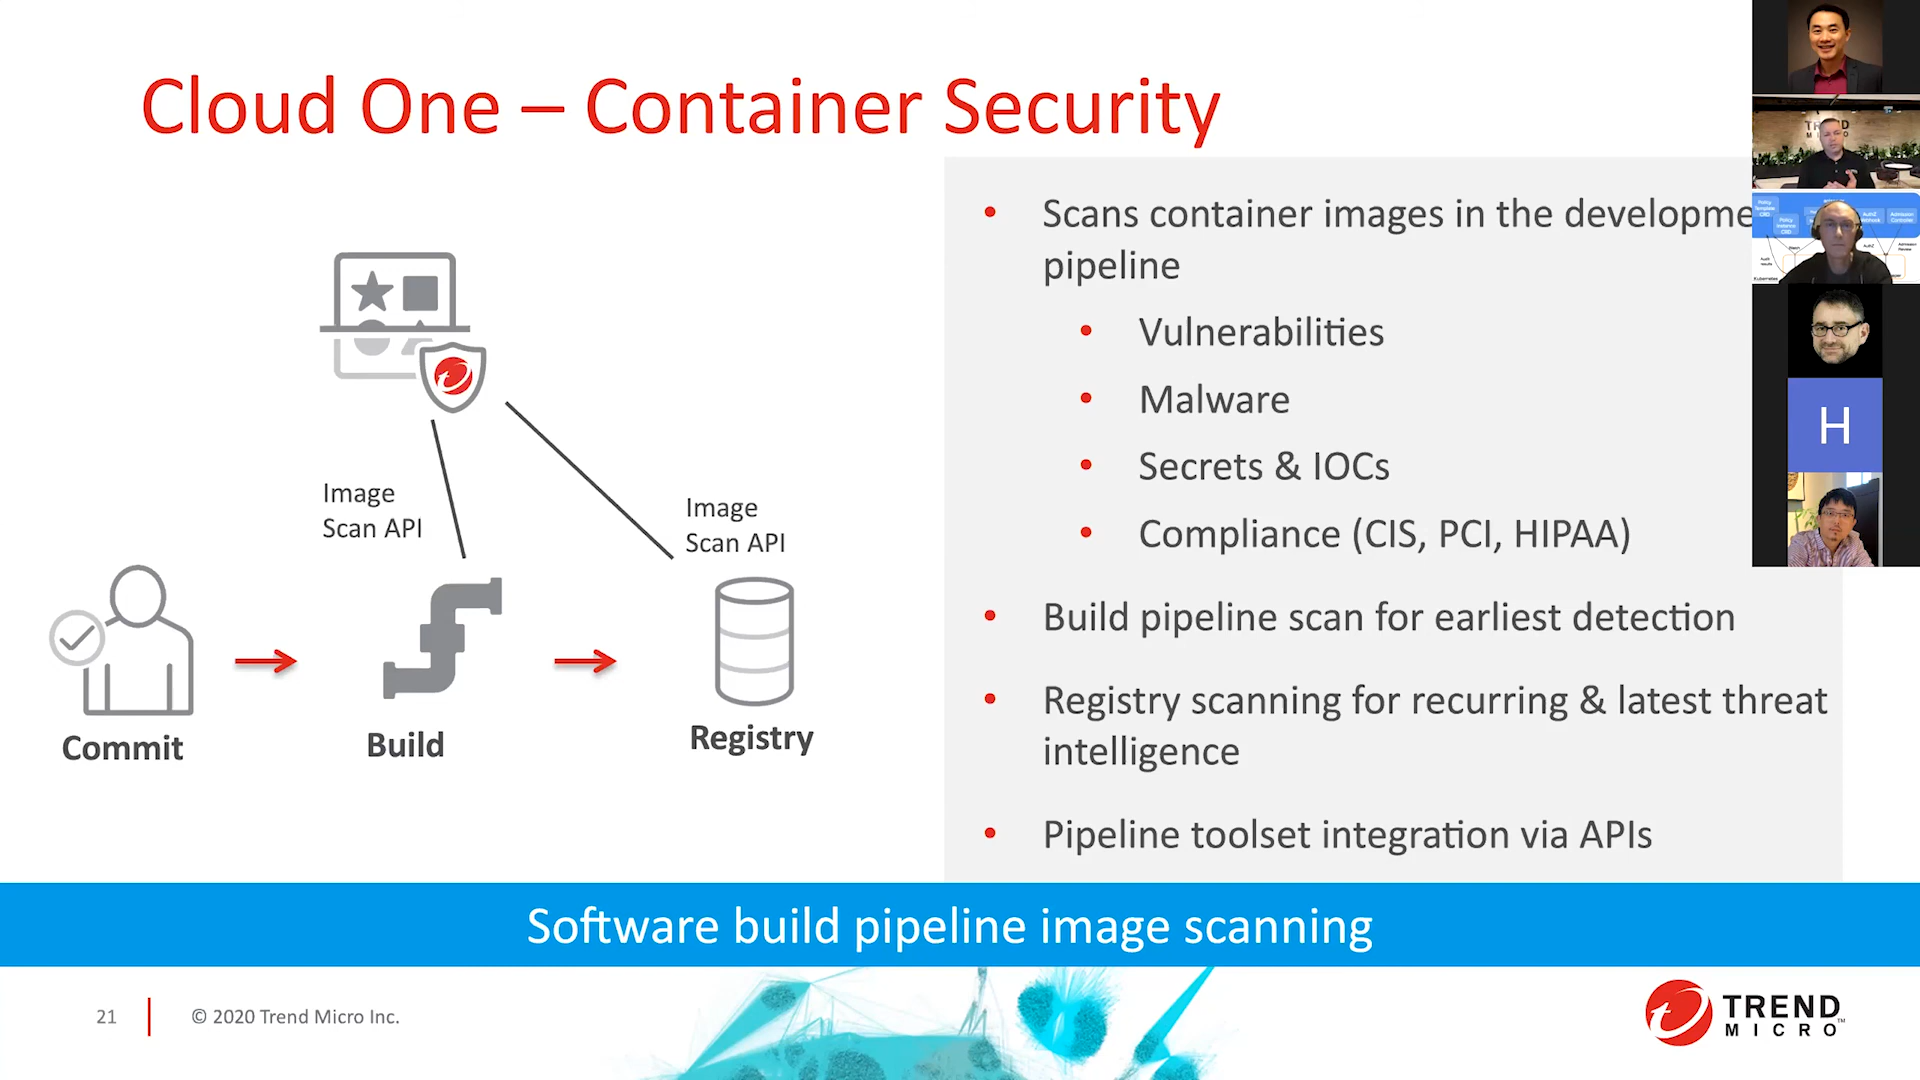 Cloud One – Container Security
Scans container images in the developme
pipeline
Vulnerabilities
Malware
Secrets & IOCs
Compliance (CIS, PCI, HIPAA)
Build pipeline scan for earliest detection
Registry scanning for recurring & latest threat
intelligence
Pipeline toolset integration via APIs
Image
Scan API
Image
Scan API
Commit
Build
Registry
Software build pipeline image scanning
21
© 2020 Trend Micro Inc.
TREND
MICRO™
H